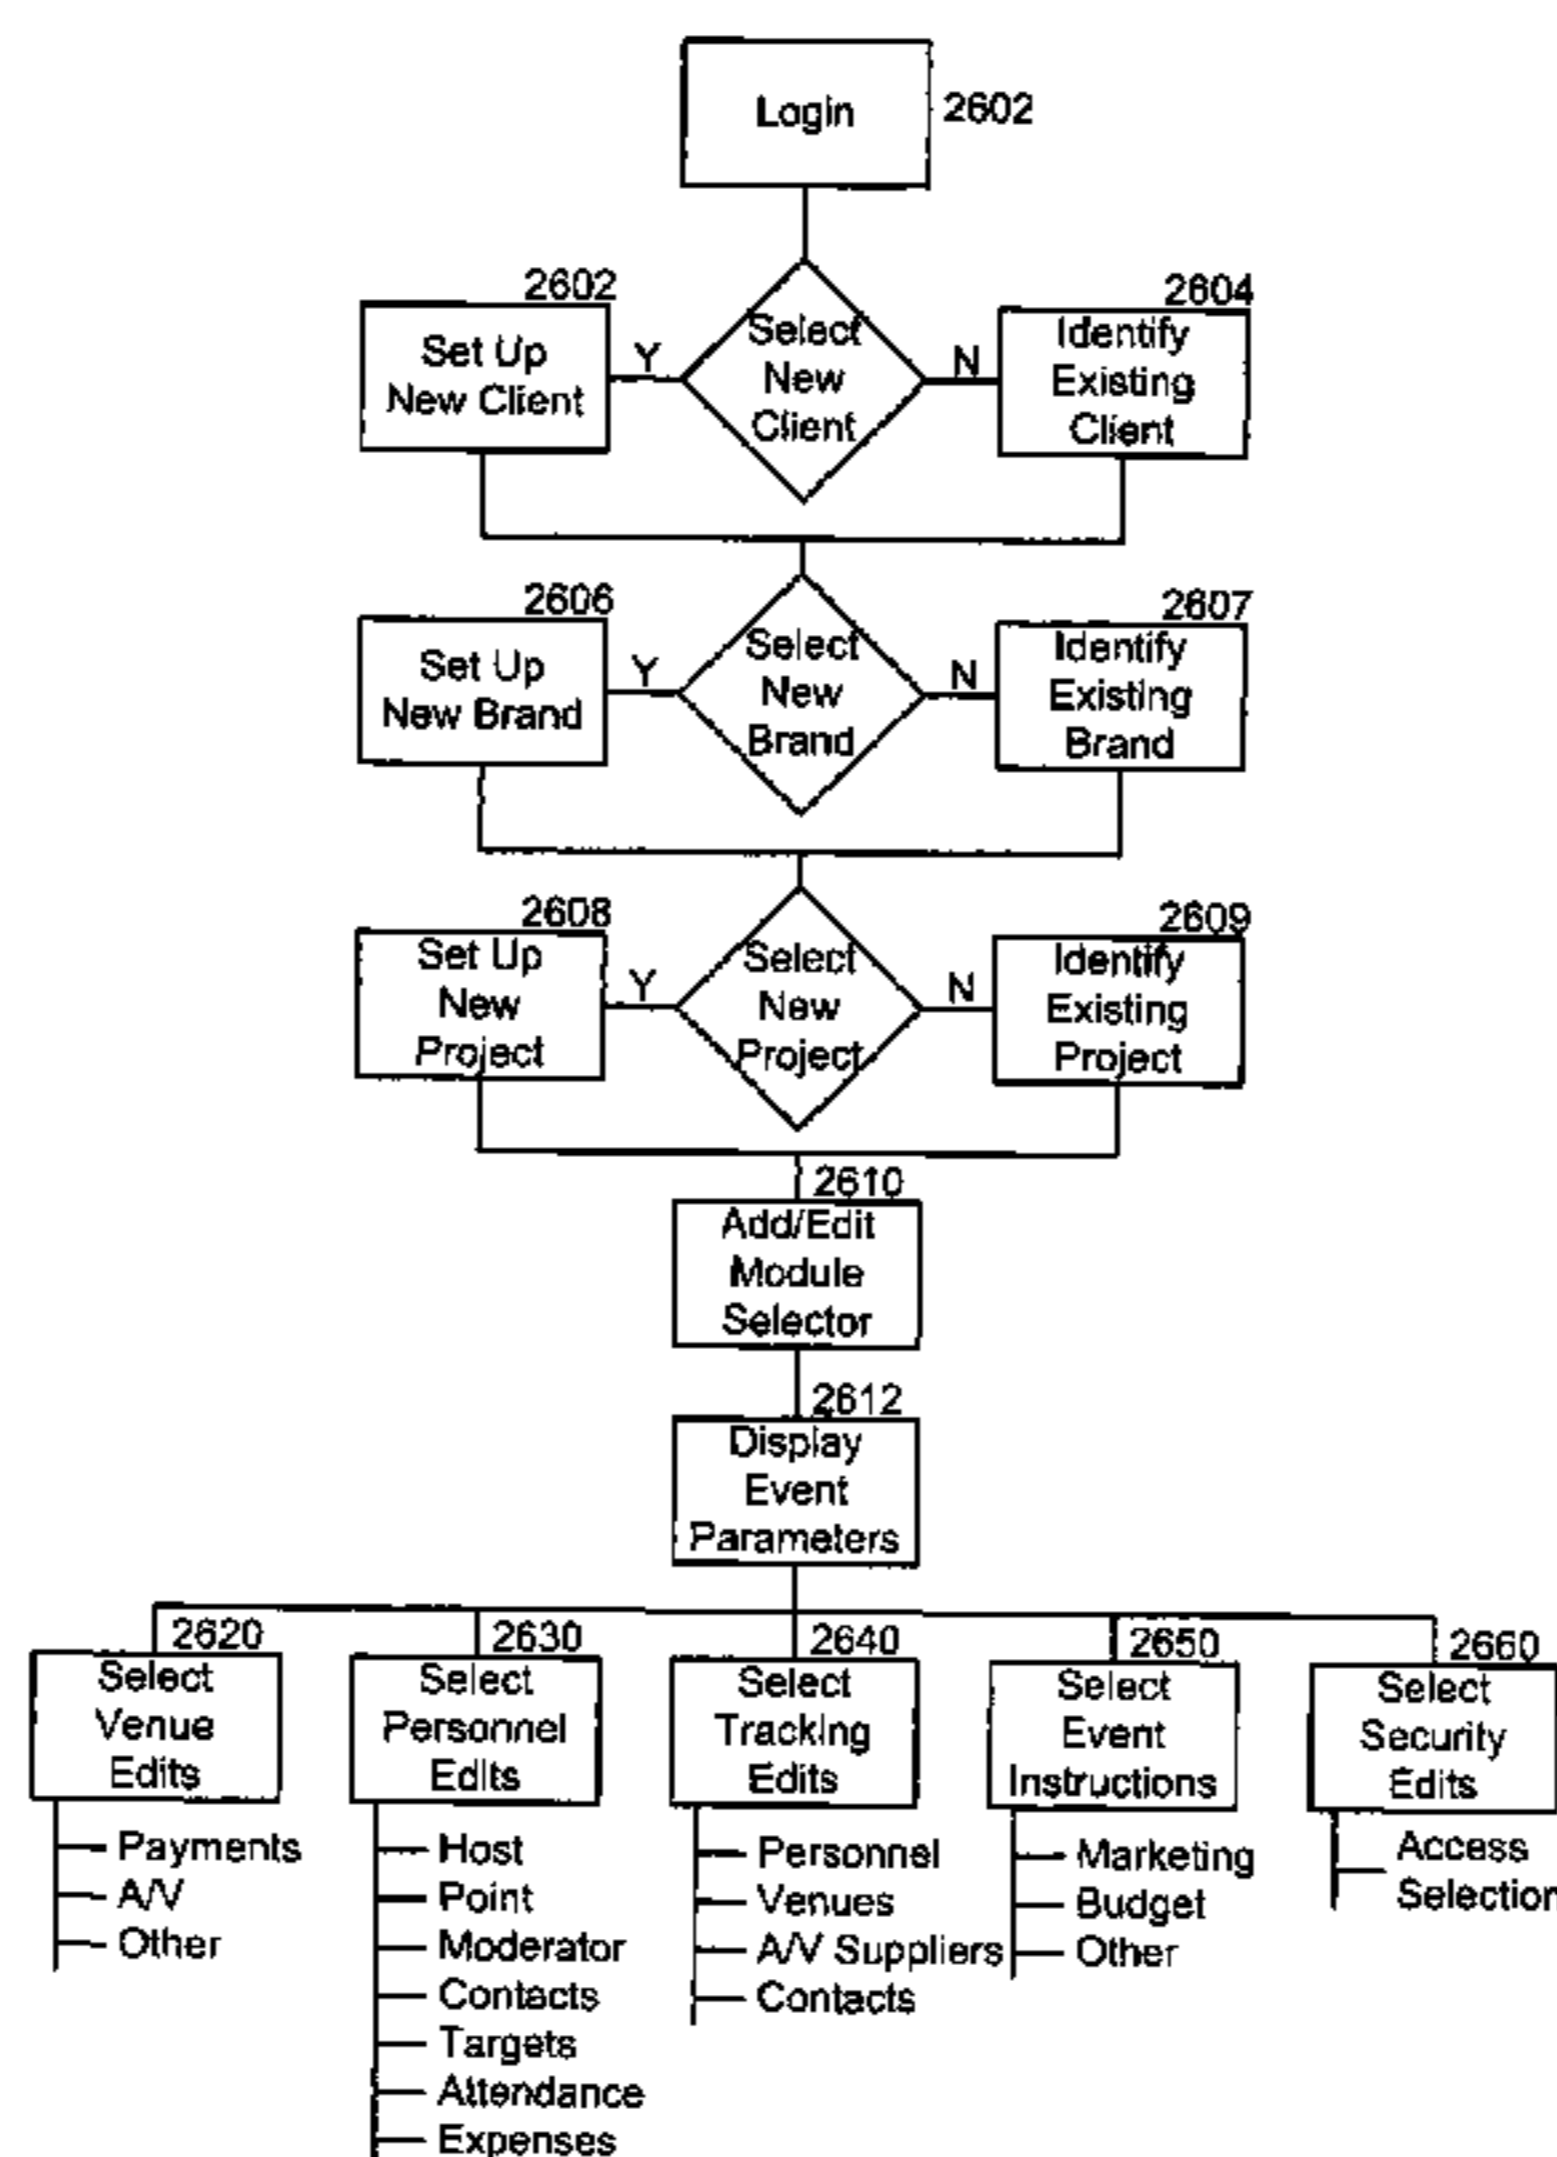 Login
2602
2602
Set Up
New Client
Y
Select
New
Client
N
2604
Identify
Existing
Client
2606
Set Up
New Brand
Y
Select
New
Brand
N
2607
Identify
Existing
Brand
2608
Set Up
New
Project
Y
Select
New
Project
N
2609
Identify
Existing
Project
2610
Add/Edit
Module
Selector
2612
Display
Event
Parameters
2620
Select
Venue
Edits
Payments
A/V
Other
2630
Select
Personnel
Edits
Host
Point
Moderator
Contacts
Targets
Attendance
Expenses
2640
Select
Tracking
Edits
Personnel
Venues
A/V Suppliers
Contacts
2650
Select
Event
Instructions
Marketing
Budget
Other
2660
Select
Security
Edits
Access
Selection